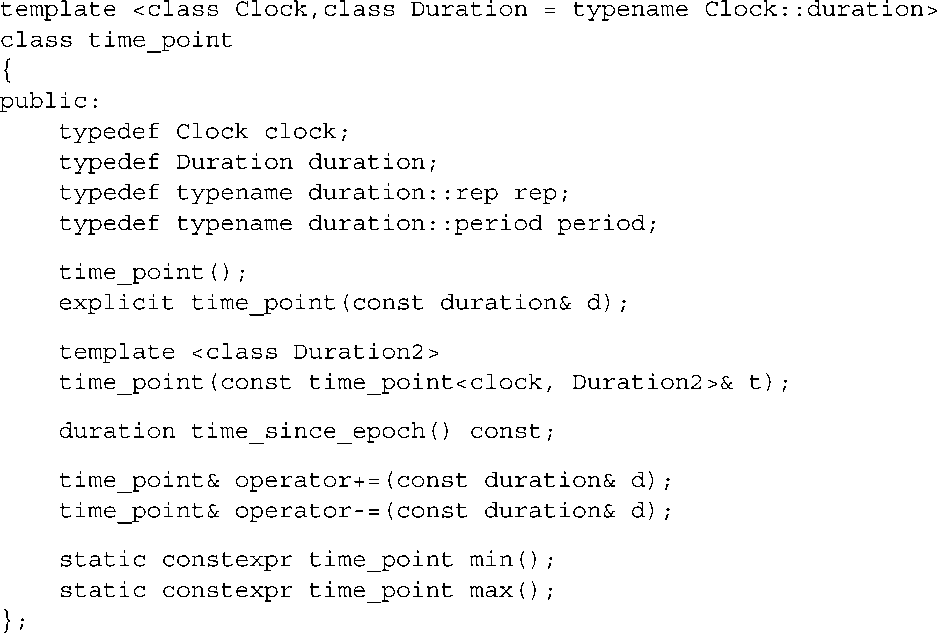 template <class Clock,class Duration = typename Clock::duration>
class time_point
{
public:
    typedef Clock clock;
    typedef Duration duration;
    typedef typename duration::rep rep;
    typedef typename duration::period period;
    time_point();
    explicit time_point(const duration& d);
    template <class Duration2>
    time_point(const time_point<clock, Duration2>& t);
    duration time_since_epoch() const;
    time_point& operator+=(const duration& d);
    time_point& operator-=(const duration& d);
    static constexpr time_point min();
    static constexpr time_point max();
};